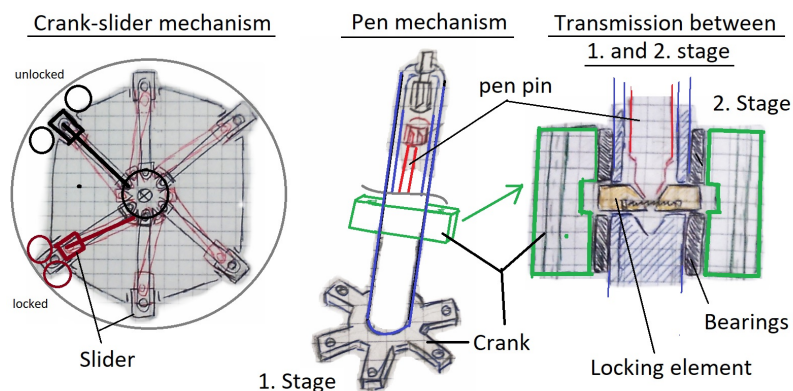 Crank-slider mechanism
Pen mechanism
Transmission between
1. and 2. stage
unlocked
locked
Slider
pen pin
1. Stage
Crank
2. Stage
Bearings
Locking element